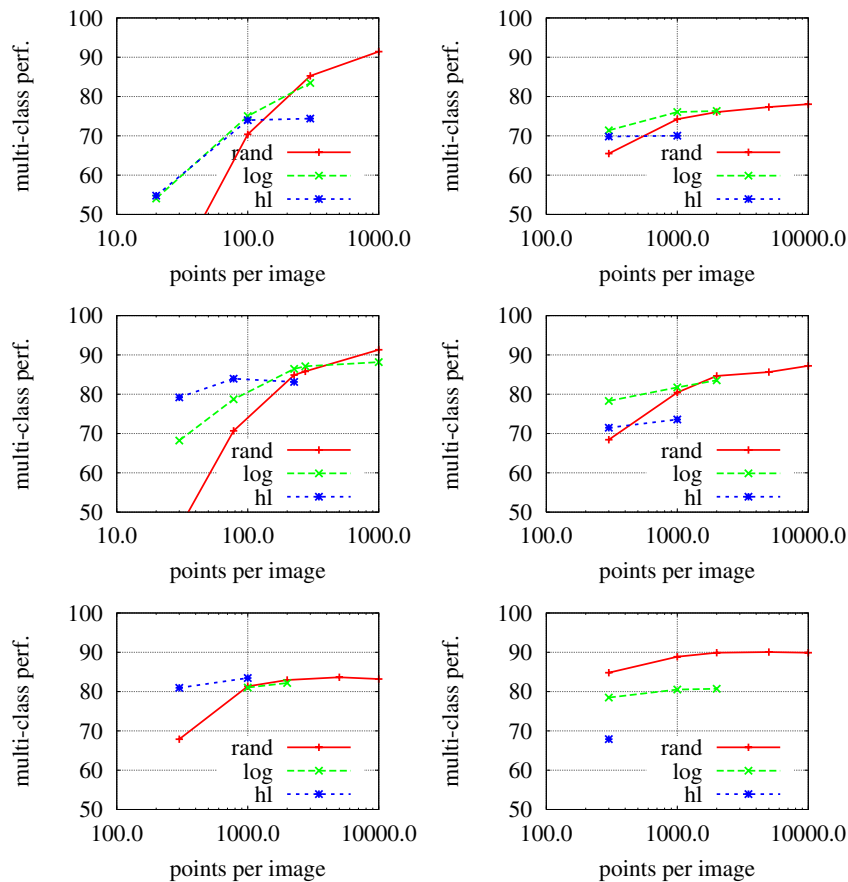 100
90
80
70
60
50
10.0 100.0 1000.0
multi-class perf.
points per image
rand
log
hl
100
90
80
70
60
50
100.0 1000.0 10000.0
multi-class perf.
points per image
rand
log
hl
100
90
80
70
60
50
10.0 100.0 1000.0
multi-class perf.
points per image
rand
log
hl
100
90
80
70
60
50
100.0 1000.0 10000.0
multi-class perf.
points per image
rand
log
hl
100
90
80
70
60
50
100.0 1000.0 10000.0
multi-class perf.
points per image
rand
log
hl
100
90
80
70
60
50
100.0 1000.0 10000.0
multi-class perf.
points per image
rand
log
hl